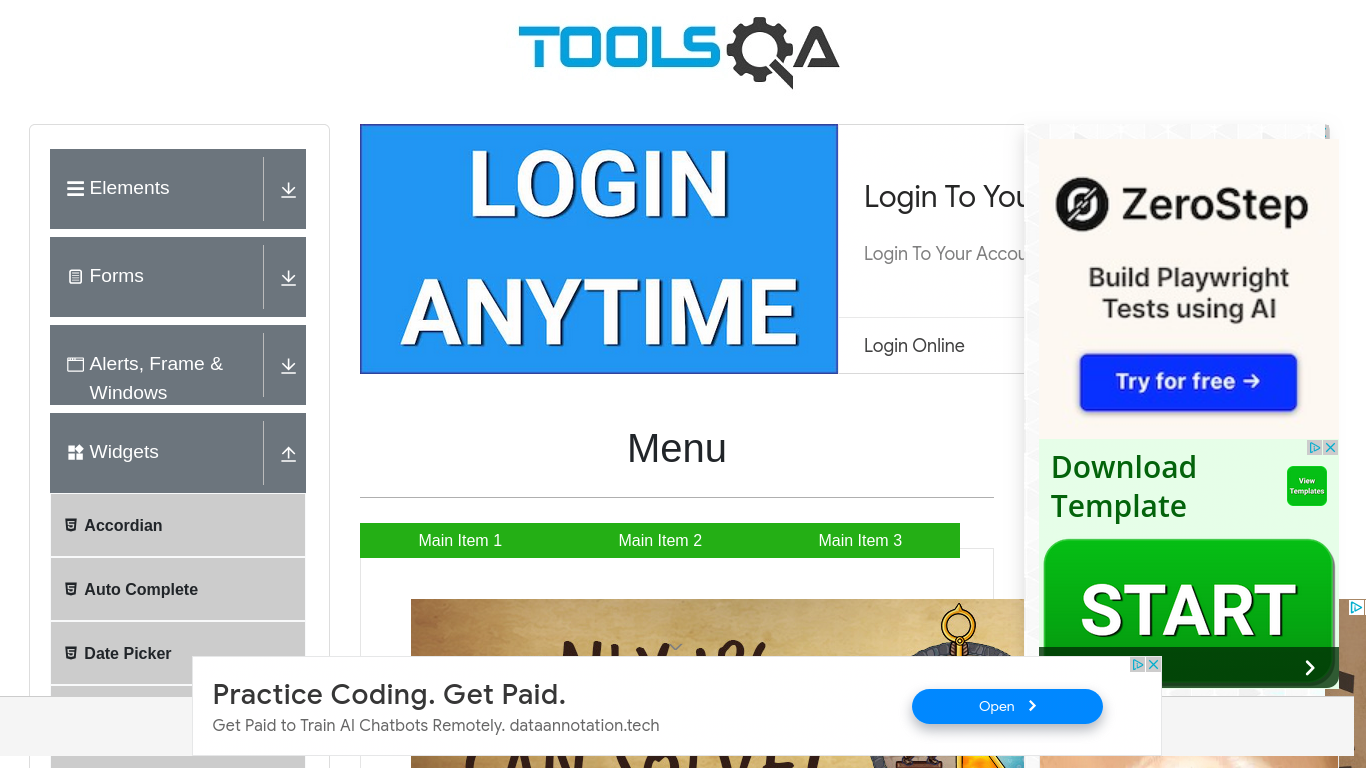 TOOLSQA
Elements
Forms
Alerts, Frame &
Windows
Widgets
Accordian
Auto Complete
Date Picker
LOGIN
ANYTIME
Login To You
Login To Your Accou
Login Online
Menu
Main Item 1
Main Item 2
Main Item 3
ZeroStep
Build Playwright
Tests using AI
Try for free →
Download
Template
View
Templates
START
Practice Coding. Get Paid.
Get Paid to Train AI Chatbots Remotely. dataannotation.tech
Open